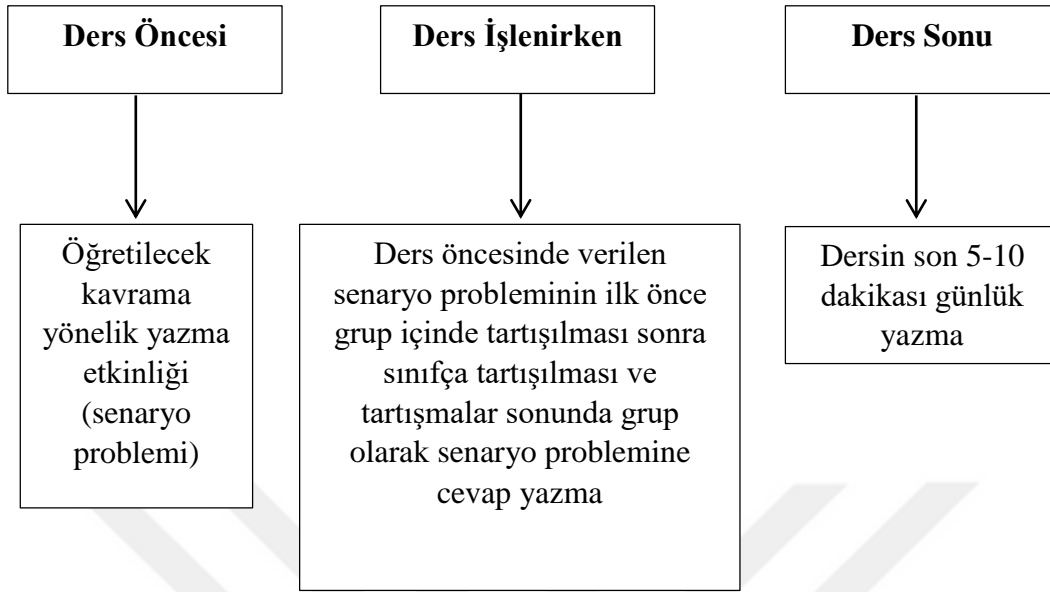 Ders Öncesi
Öğretilecek
kavrama
yönelik yazma
etkinliği
(senaryo
problemi)
Ders İşlenirken
Ders öncesinde verilen
senaryo probleminin ilk önce
grup içinde tartışılması sonra
sınıfça tartışılması ve
tartışmalar sonunda grup
olarak senaryo problemine
cevap yazma
Ders Sonu
Dersin son 5-10
dakikası günlük
yazma